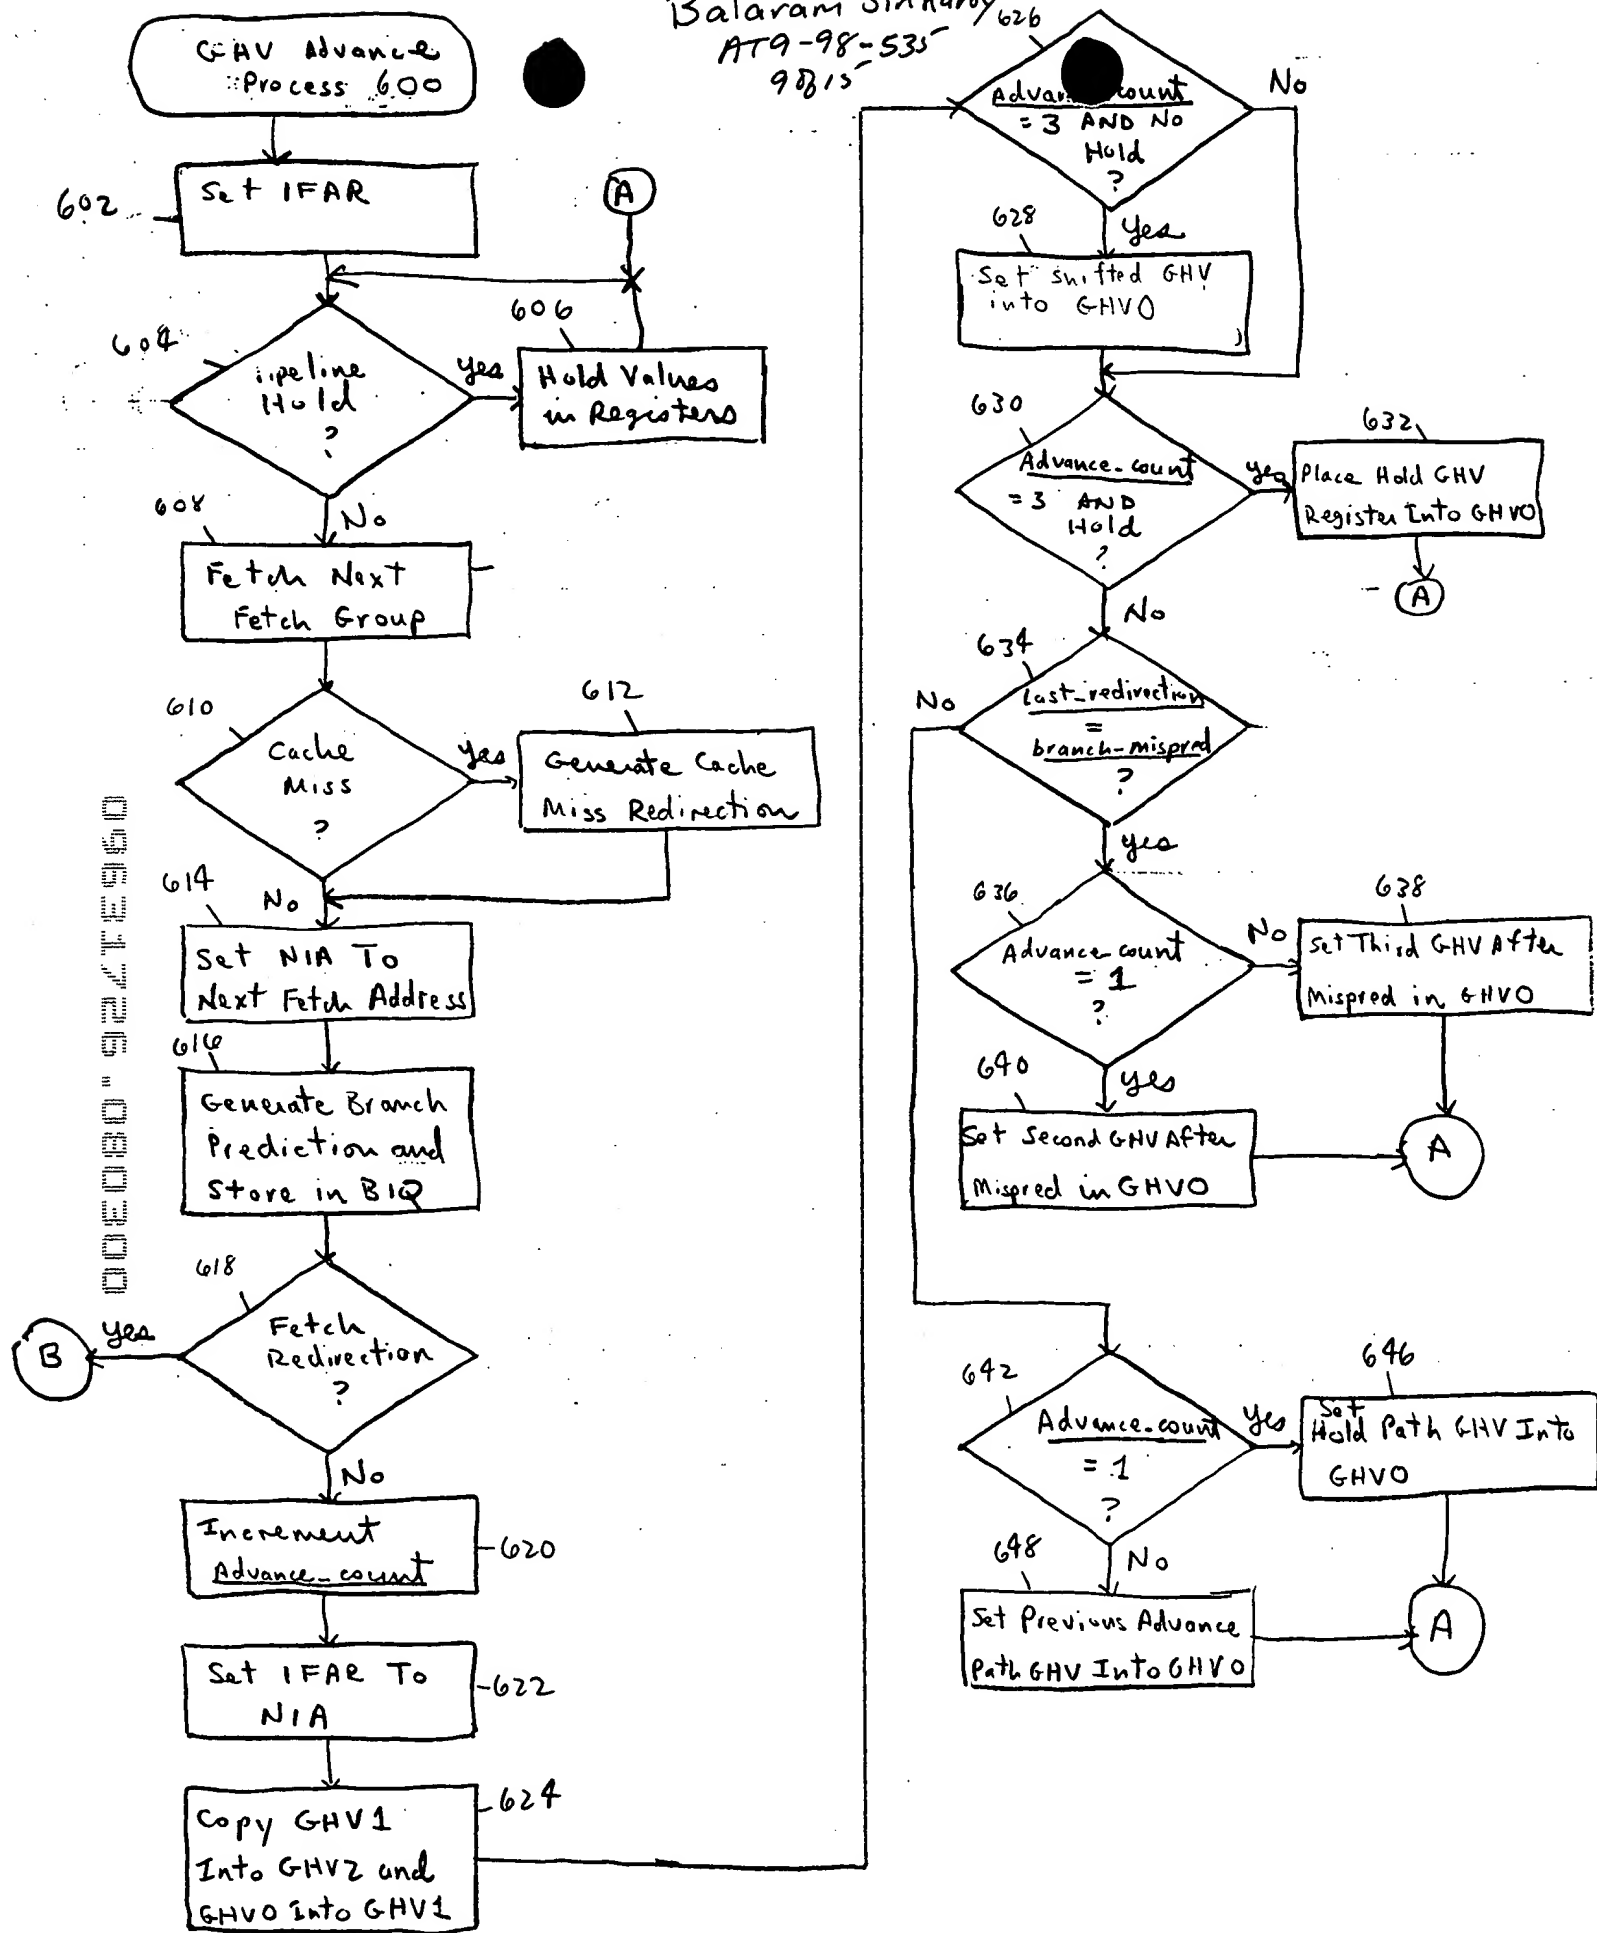 Balaram
AT9-98-535
9 of 15
GHV Advance
Process 600
602
Set IFAR
A
604
Pipeline
Hold
?
Yes
606
Hold Values
in Registers
No
608
Fetch Next
Fetch Group
610
Cache
Miss
?
Yes
612
Generate Cache
Miss Redirection
No
614
Set NIA To
Next Fetch Address
616
Generate Branch
Prediction and
Store in BIQ
618
Fetch
Redirection
?
Yes
B
No
Increment
Advance_count
620
Set IFAR To
NIA
622
Copy GHV1
Into GHV2 and
GHV0 Into GHV1
624
09631726.080300
626
count
= 3 AND No
Hold
?
No
Yes
628
Set shifted GHV
into GHV0
630
Advance_count
= 3 AND
Hold
?
Yes
632
Place Hold GHV
Register Into GHV0
A
No
634
last_redirection
=
branch_mispred
?
No
Yes
636
Advance_count
= 1
?
No
638
Set Third GHV After
Mispred in GHV0
Yes
640
Set Second GHV After
Mispred in GHV0
A
642
Advance_count
= 1
?
Yes
646
Set
Hold Path GHV Into
GHV0
No
648
Set Previous Advance
Path GHV Into GHV0
A